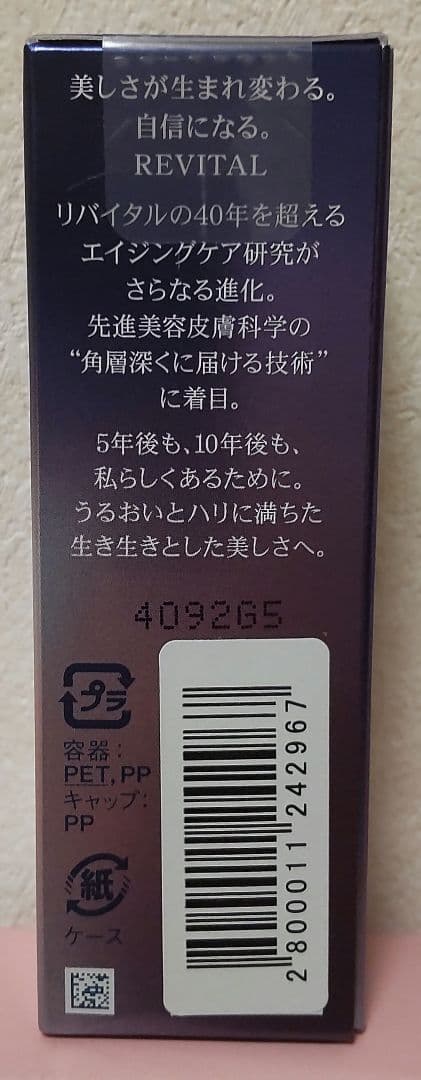 美しさが生まれ変わる。
自信になる。
REVITAL
リバイタルの40年を超える
エイジングケア研究が
さらなる進化。
先進美容皮膚科学の
“角層深くに届ける技術”
に着目。
5年後も、10年後も、
私らしくあるために。
うるおいとハリに満ちた
生き生きとした美しさへ。
4092G5
プラ
容器：
PET, PP
キャップ：
PP
紙
ケース
2 800011 242967